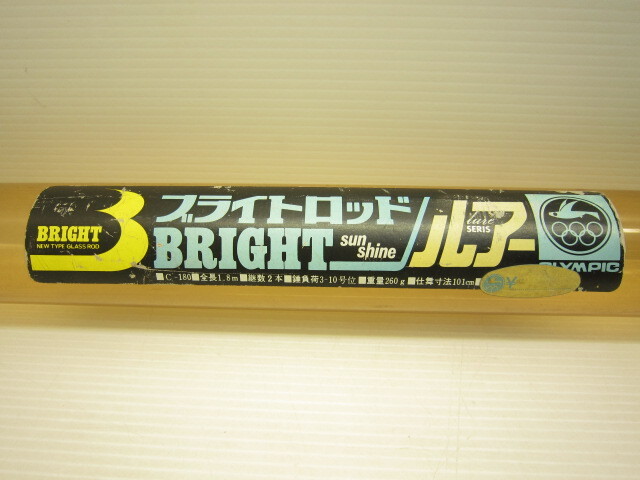 BRIGHT
NEW TYPE GLASS ROD
ブライトロッド
BRIGHT sun shine
ルアー
lure
SERIS
■C-180■全長1.8m■継数2本■錘負荷3-10号位■重量260g■仕舞寸法101cm■
OLYMPIC